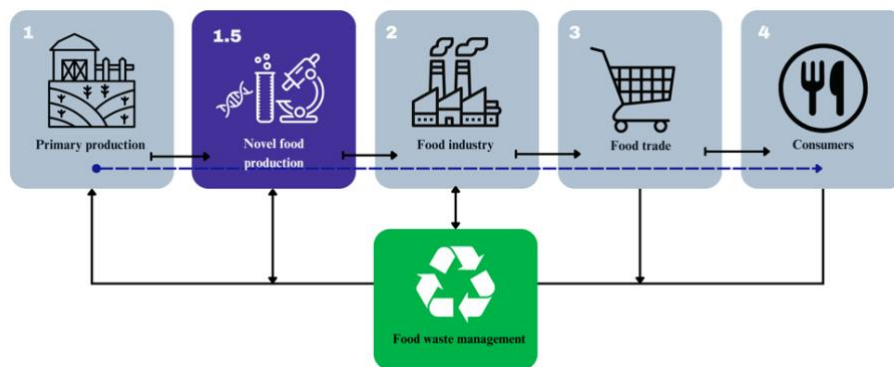 1
Primary production
1.5
Novel food
production
2
Food industry
3
Food trade
4
Consumers
Food waste management